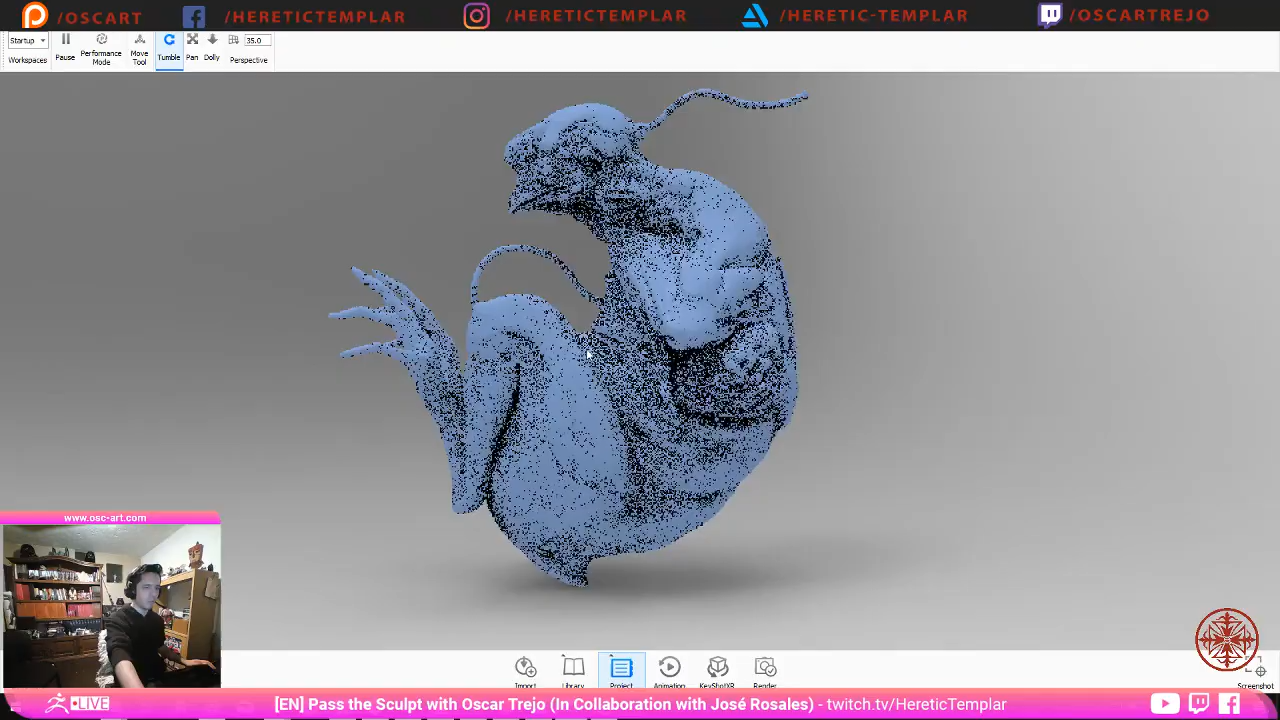 /OSCART /HERETICTEMPLAR /HERETICTEMPLAR /HERETIC-TEMPLAR /OSCARTREJO
Startup 35.0
Workspaces Pause Performance Mode Move Tool Tumble Pan Dolly Perspective
www.osc-art.com
Import Library Project Animation KeyShotXR Render Screenshot
LIVE [EN] Pass the Sculpt with Oscar Trejo (In Collaboration with José Rosales) - twitch.tv/HereticTemplar